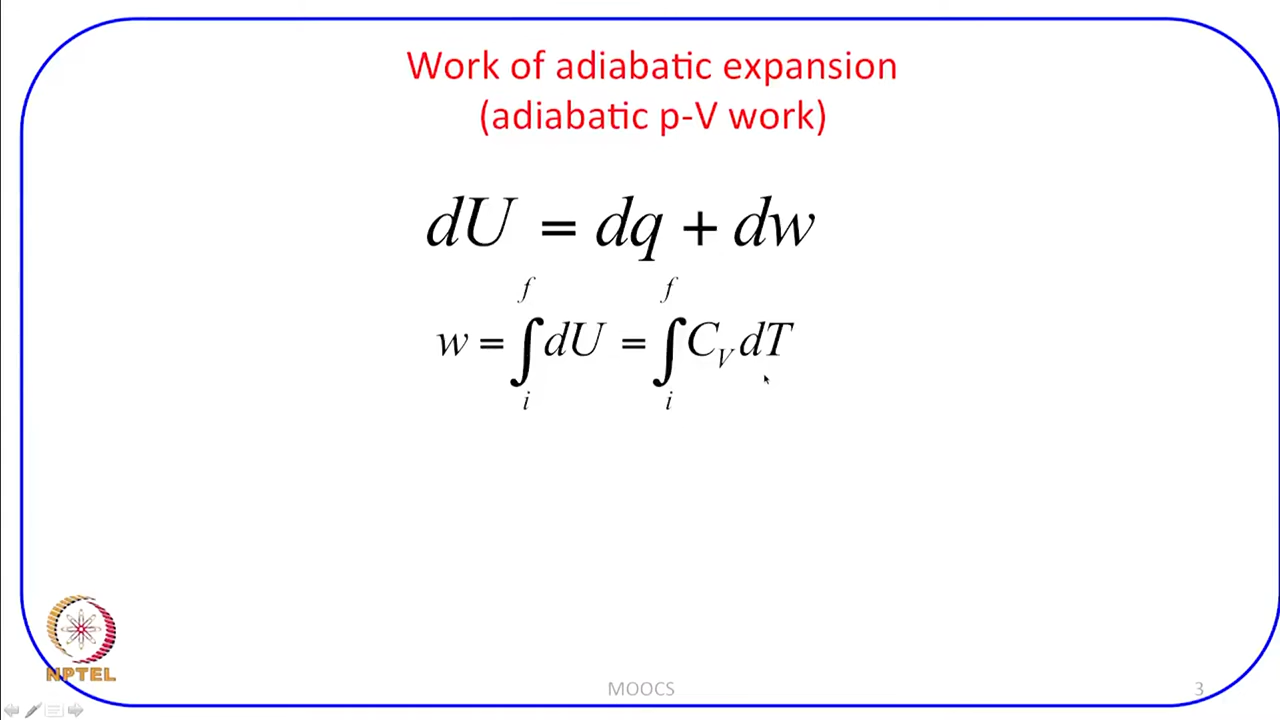 Work of adiabatic expansion
(adiabatic p-V work)
dU = dq + dw
w = ∫_i^f dU = ∫_i^f C_V dT
NPTEL
MOOCS 3